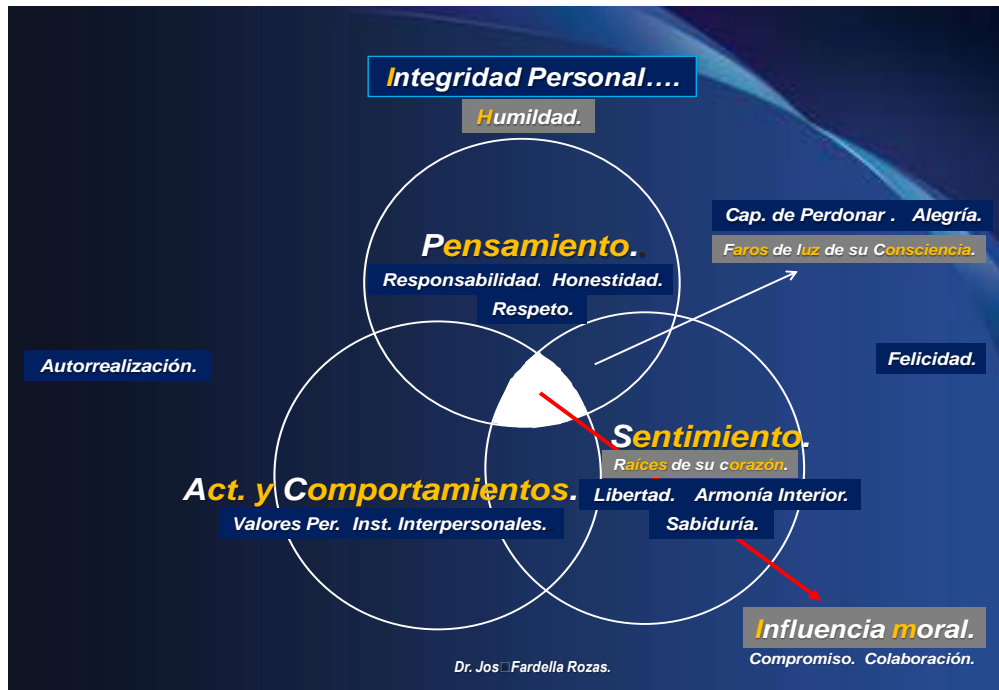 Integridad Personal….
Humildad.
Cap. de Perdonar . Alegría.
Faros de luz de su Consciencia.
Pensamiento.
Responsabilidad. Honestidad.
Respeto.
Autorrealización.
Felicidad.
Sentimiento.
Raíces de su corazón.
Libertad. Armonía Interior.
Sabiduría.
Act. y Comportamientos.
Valores Per. Inst. Interpersonales.
Influencia moral.
Compromiso. Colaboración.
Dr. Jos□ Fardella Rozas.